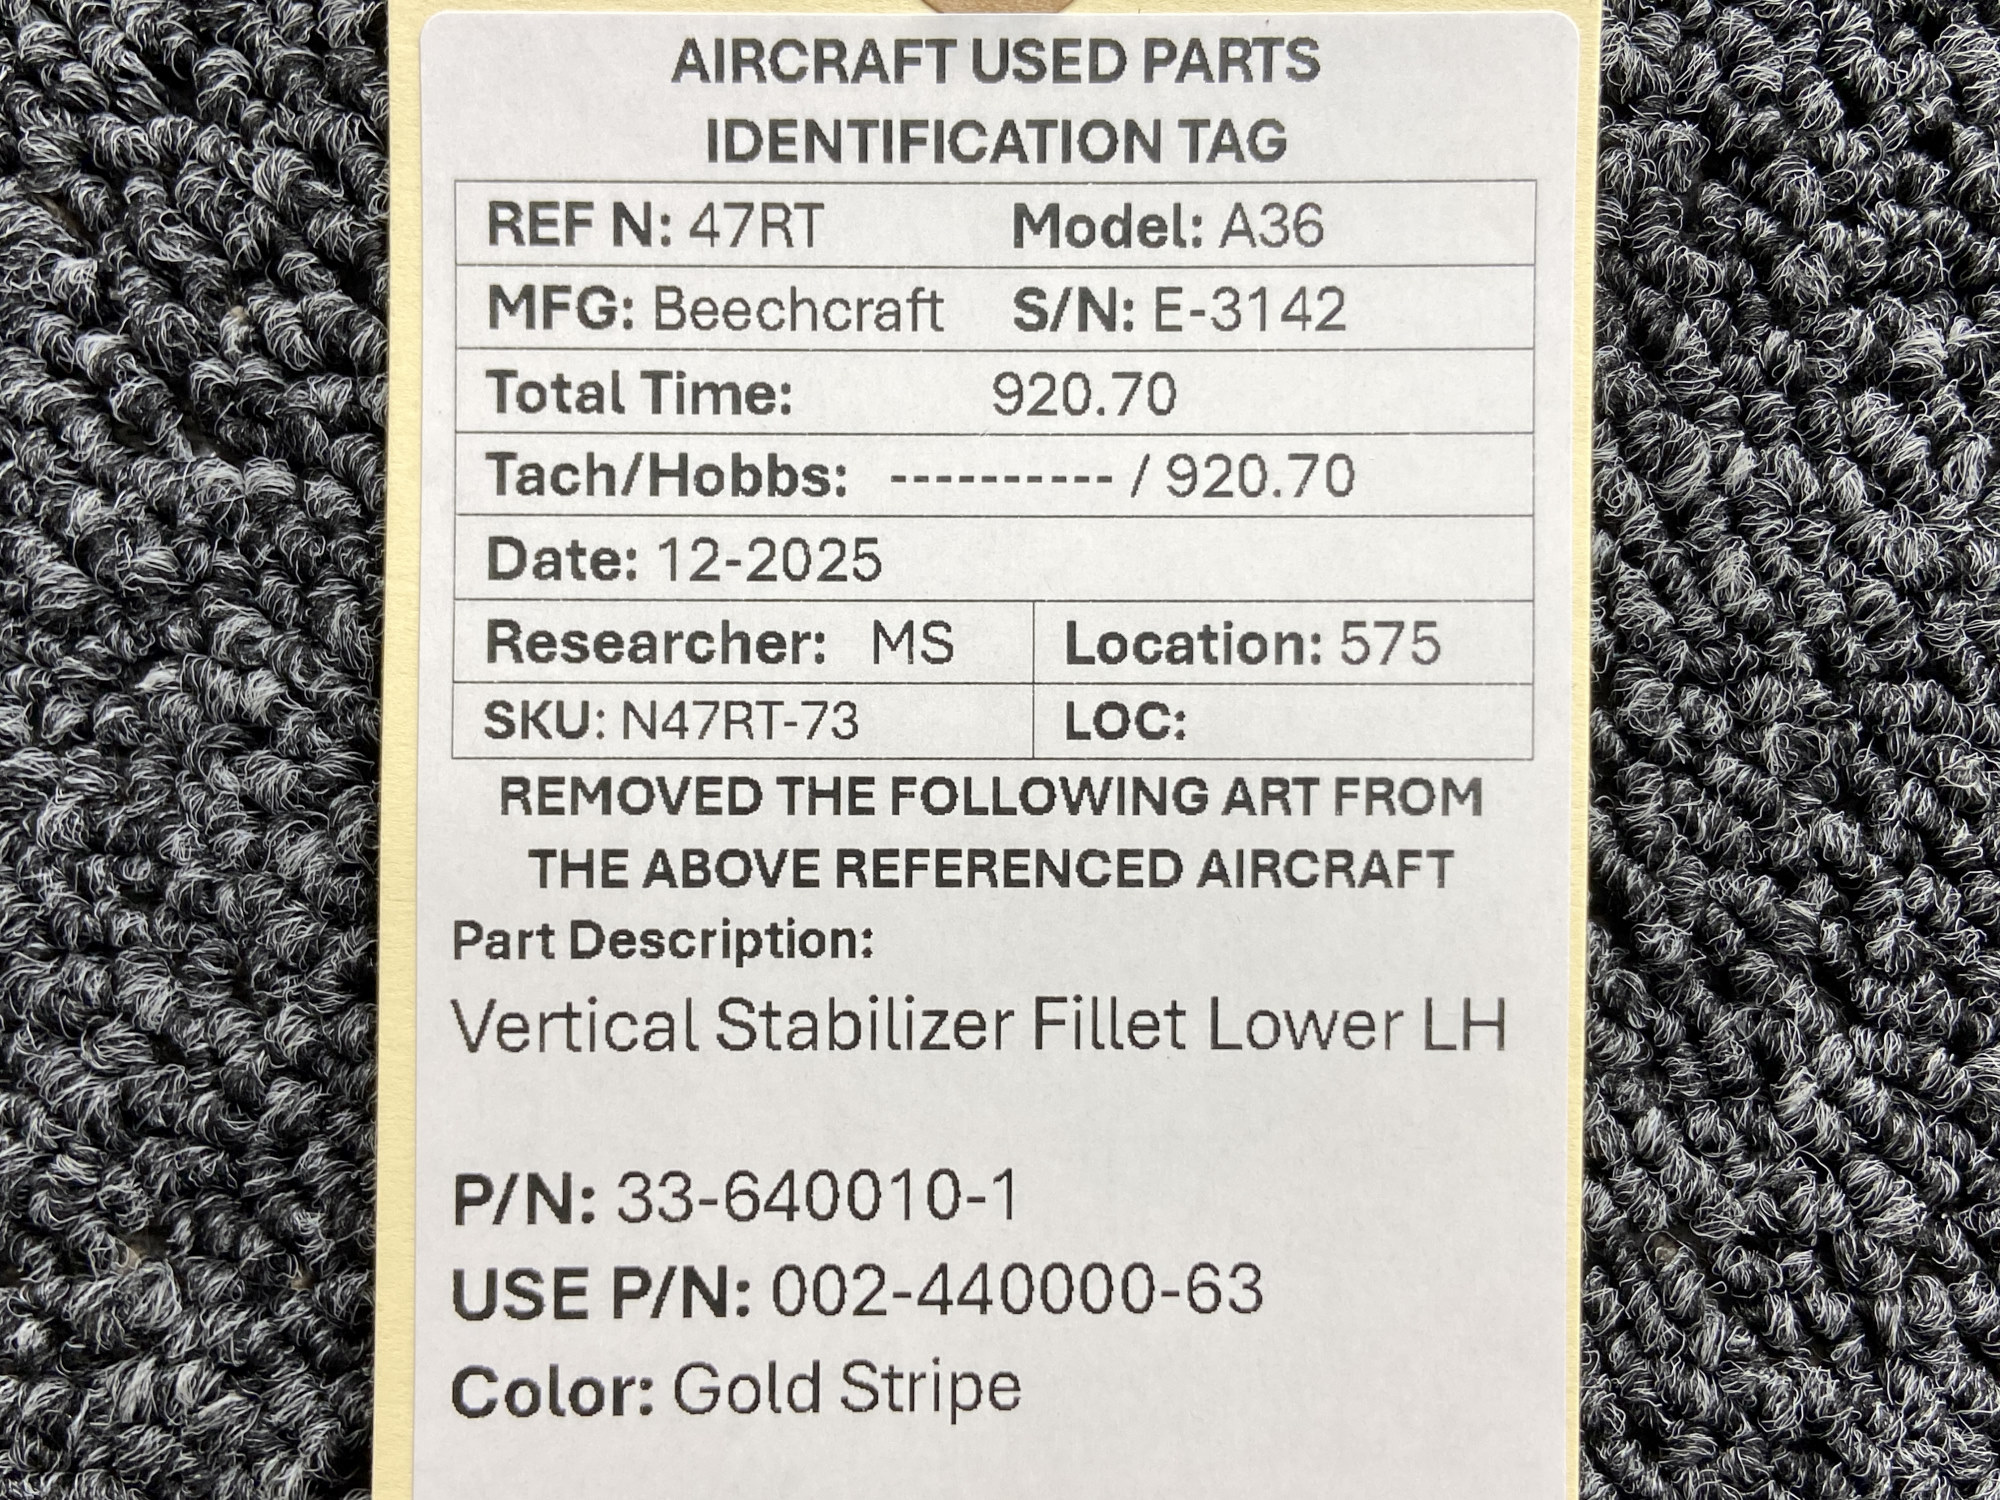 AIRCRAFT USED PARTS
IDENTIFICATION TAG
REF N: 47RT Model: A36
MFG: Beechcraft S/N: E-3142
Total Time: 920.70
Tach/Hobbs: ---------- / 920.70
Date: 12-2025
Researcher: MS Location: 575
SKU: N47RT-73 LOC:
REMOVED THE FOLLOWING ART FROM
THE ABOVE REFERENCED AIRCRAFT
Part Description:
Vertical Stabilizer Fillet Lower LH
P/N: 33-640010-1
USE P/N: 002-440000-63
Color: Gold Stripe